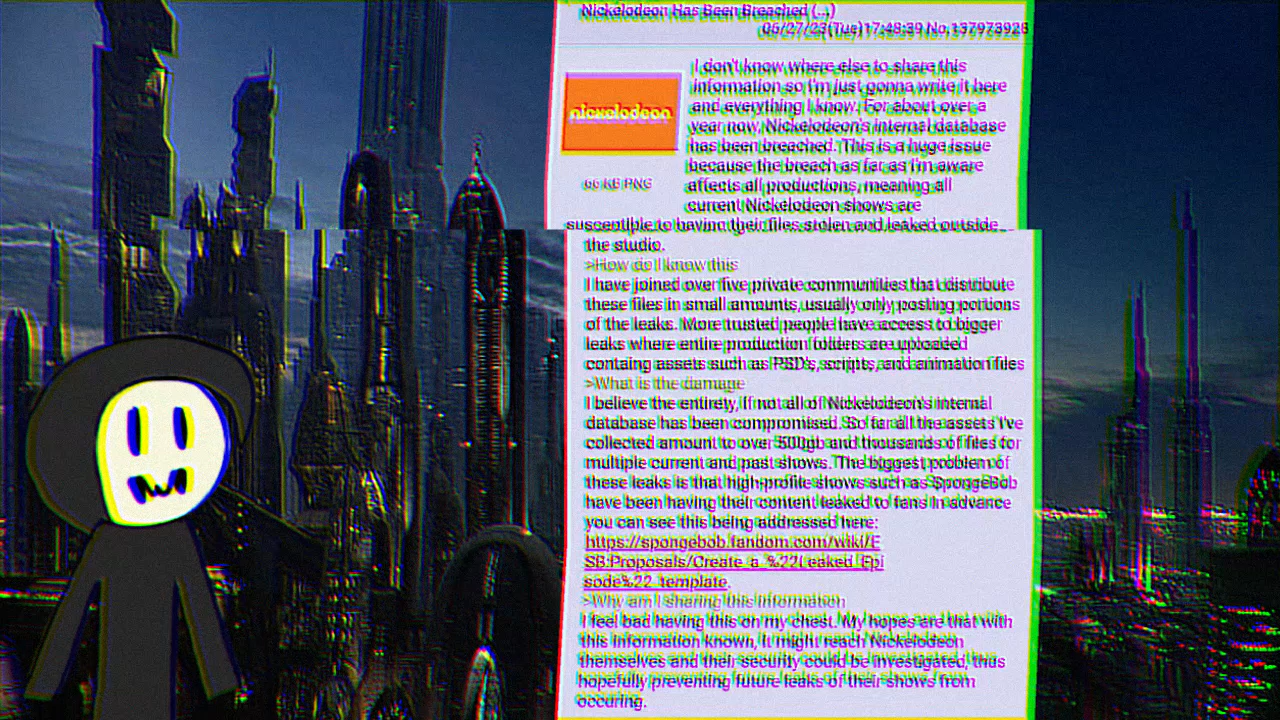 Nickelodeon Has Been Breached (...)
06/27/23(Tue)17:48:39 No.137973928
I don't know where else to share this
information so I'm just gonna write it here
and everything I know. For about over a
nickelodeon
year now, Nickelodeon's internal database
has been breached. This is a huge issue
because the breach as far as I'm aware
66 KB PNG
affects all productions, meaning all
current Nickelodeon shows are
susceptible to having their files stolen and leaked outside
the studio.
>How do I know this
I have joined over five private communities that distribute
these files in small amounts, usually only posting portions
of the leaks. More trusted people have access to bigger
leaks where entire production folders are uploaded
containg assets such as PSD's, scripts, and animation files
>What is the damage
I believe the entirety, if not all of Nickelodeon's internal
database has been compromised. So far all the assets I've
collected amount to over 500gb and thousands of files for
multiple current and past shows. The biggest problem of
these leaks is that high-profile shows such as SpongeBob
have been having their content leaked to fans in advance
you can see this being addressed here:
https://spongebob.fandom.com/wiki/E
SB:Proposals/Create_a_%22Leaked_Epi
sode%22_template.
>Why am I sharing this information
I feel bad having this on my chest. My hopes are that with
this information known, it might reach Nickelodeon
themselves and their security could be investigated, thus
hopefully preventing future leaks of their shows from
occuring.